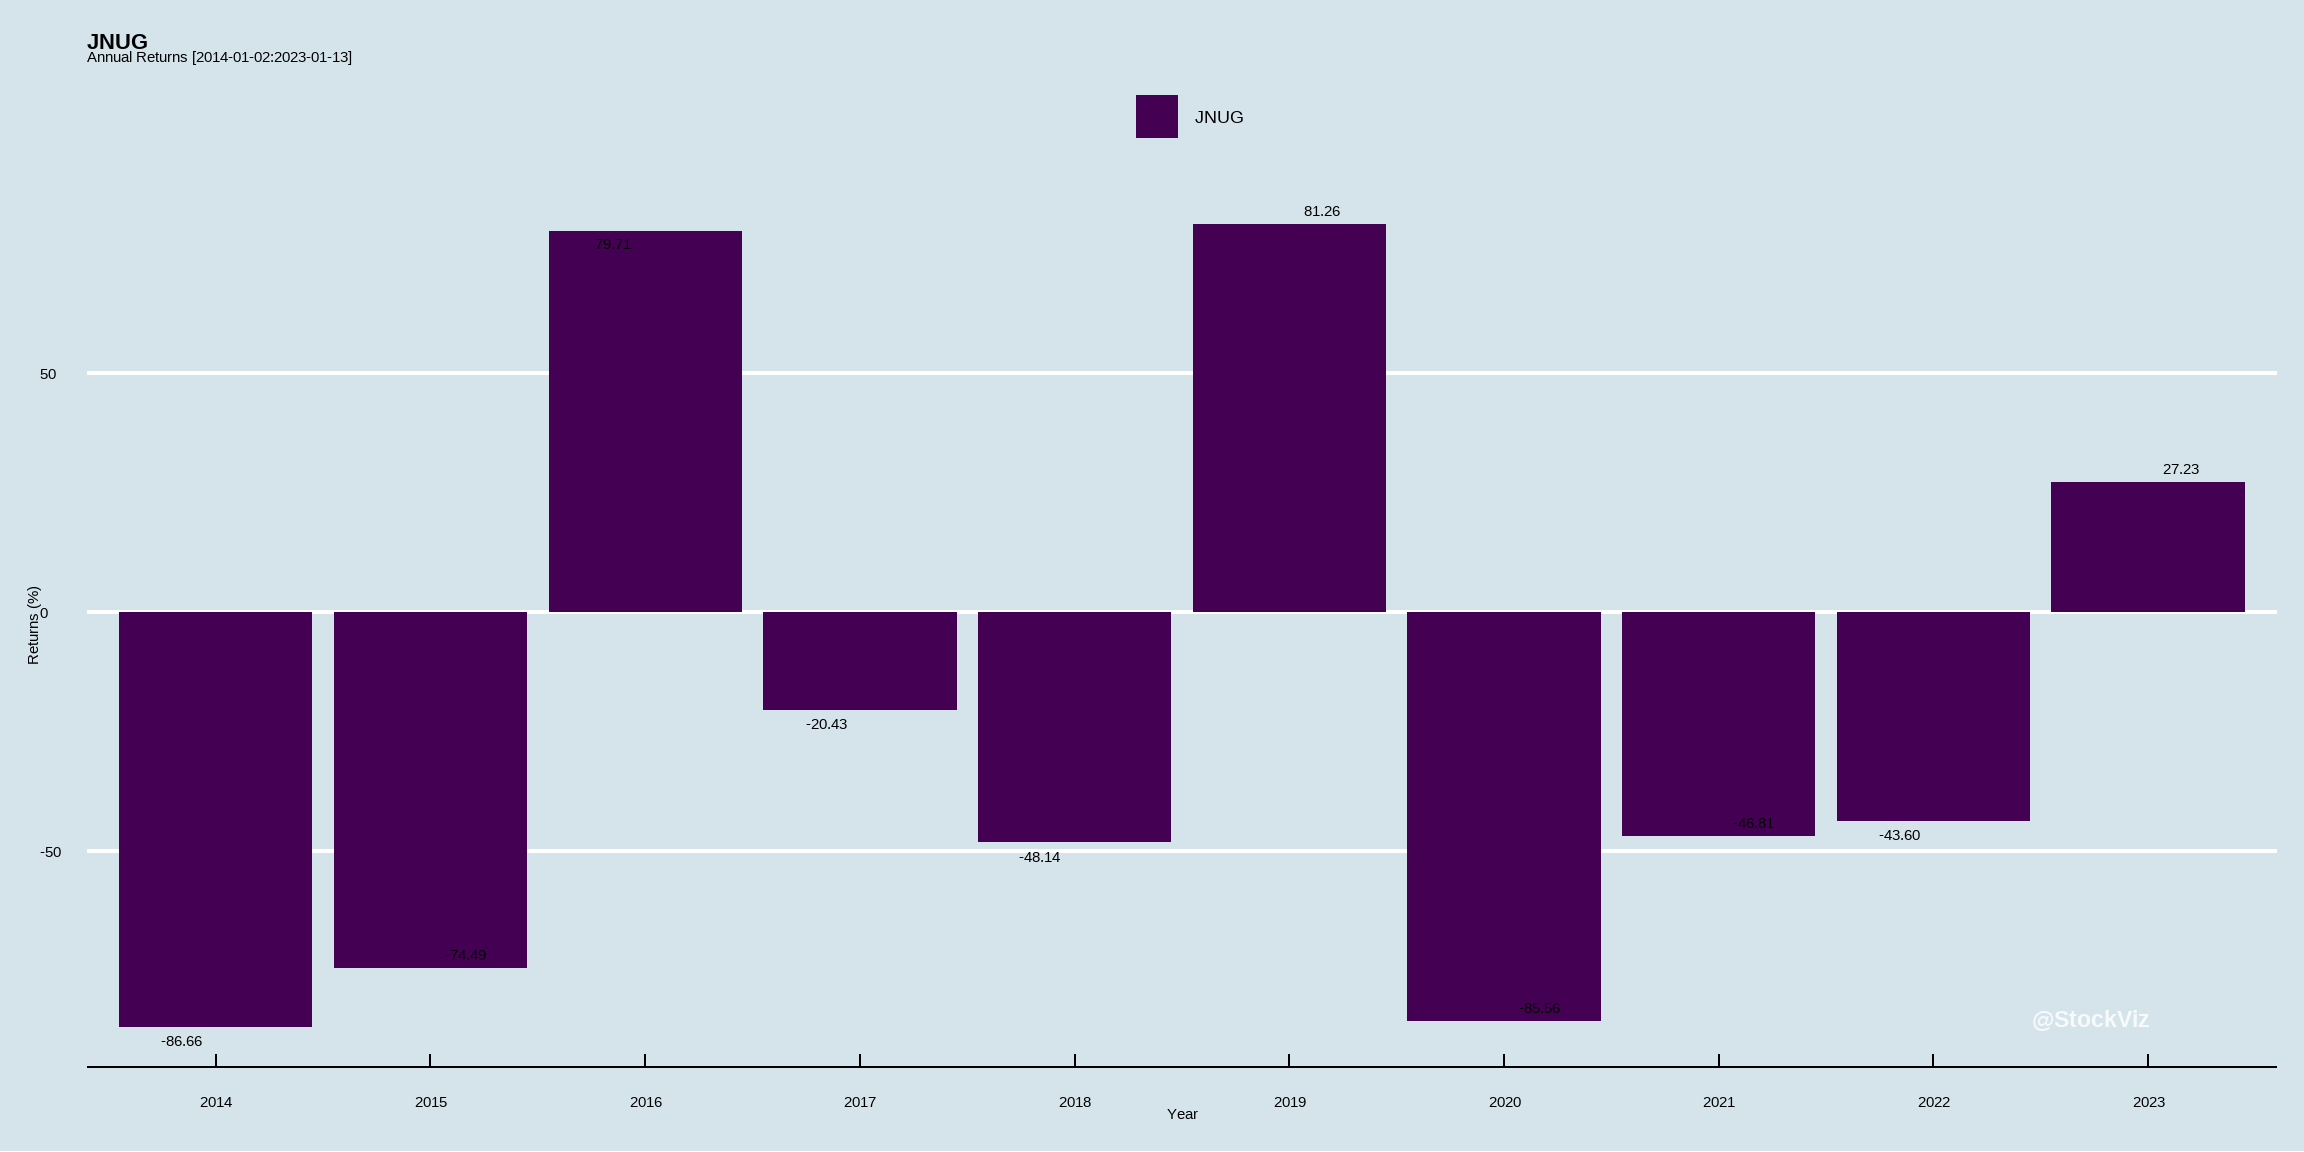 JNUG
Annual Returns [2014-01-02:2023-01-13]
JNUG
81.26
79.71
50
27.23
Returns (%)
0
-20.43
-46.81
-43.60
-50
-48.14
-74.49
-85.56
@StockViz
-86.66
2014 2015 2016 2017 2018 2019 2020 2021 2022 2023
Year